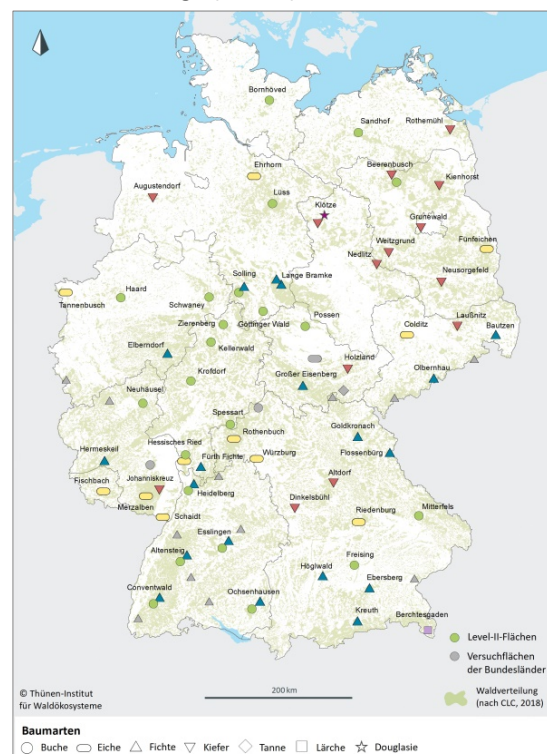 Bornhöved
Sandhof
Rothemühl
Ehrhorn
Beerenbusch
Kienhorst
Augustendorf
Lüss
Klötze
Grunewald
Weitzgrund
Fünfeichen
Nedlitz
Solling
Lange Bramke
Neusorgefeld
Haard
Tannenbusch
Schwaney
Zierenberg
Göttinger Wald
Possen
Colditz
Laußnitz
Bautzen
Elberndorf
Kellerwald
Holzland
Großer Eisenberg
Olbernhau
Krofdorf
Neuhäusel
Spessart
Goldkronach
Rothenbuch
Hessisches Ried
Würzburg
Flossenbürg
Hermeskeil
Fürth Fichte
Johanniskreuz
Altdorf
Fischbach
Heidelberg
Dinkelsbühl
Merzalben
Riedenburg
Mitterfels
Schaidt
Esslingen
Altensteig
Freising
Höglwald
Ebersberg
Conventwald
Ochsenhausen
Kreuth
Berchtesgaden
Level-II-Flächen
Versuchflächen
der Bundesländer
Waldverteilung
(nach CLC, 2018)
© Thünen-Institut
für Waldökosysteme
200 km
Baumarten
Buche Eiche Fichte Kiefer Tanne Lärche Douglasie